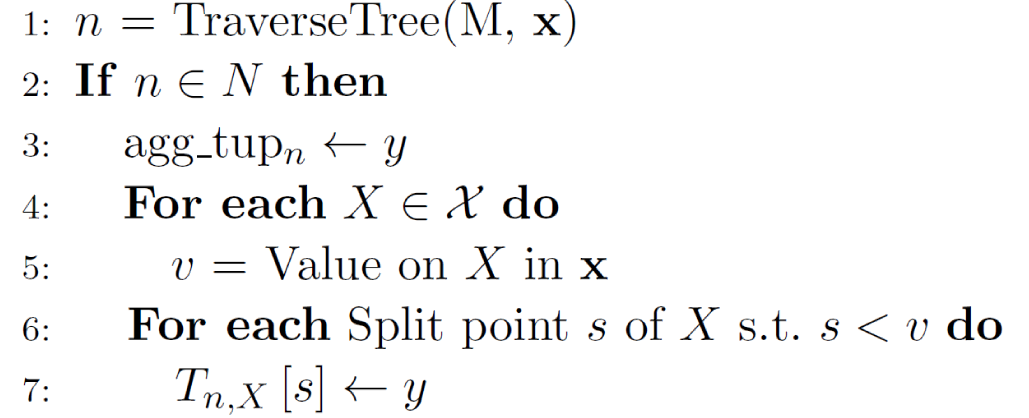 1: n = TraverseTree(M, x)
2: If n ∈ N then
3: agg_tupₙ ← y
4: For each X ∈ 𝒳 do
5: v = Value on X in x
6: For each Split point s of X s.t. s < v do
7: T_{n,X} [s] ← y